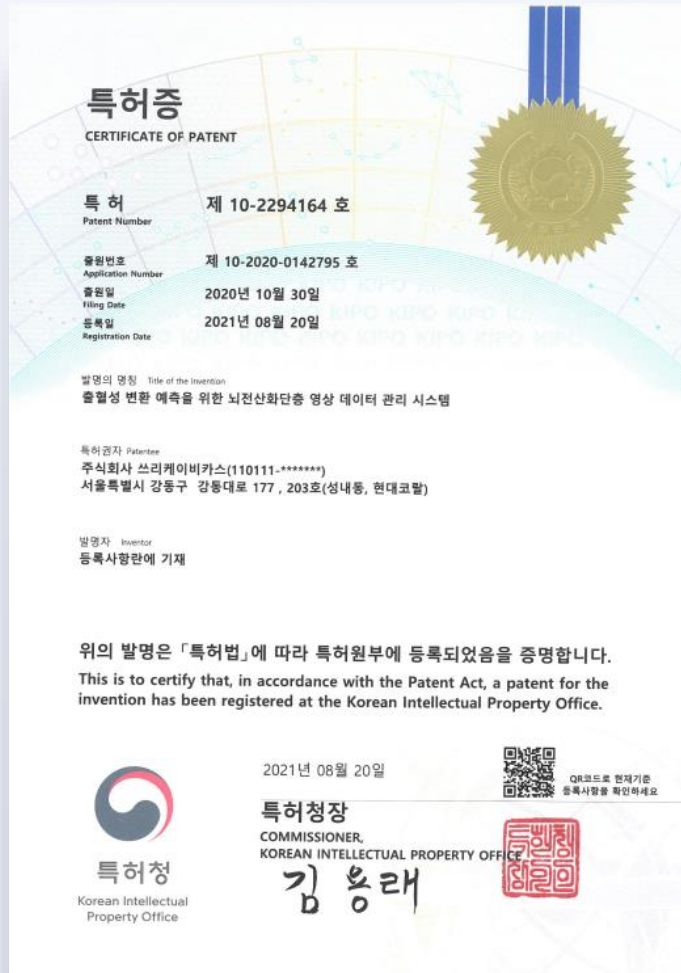 특허증
CERTIFICATE OF PATENT
특 허 제 10-2294164 호
Patent Number
출원번호 제 10-2020-0142795 호
Application Number
출원일 2020년 10월 30일
Filing Date
등록일 2021년 08월 20일
Registration Date
발명의 명칭 Title of the Invention
출혈성 변환 예측을 위한 뇌전산화단층 영상 데이터 관리 시스템
특허권자 Patentee
주식회사 쓰리케이비카스(110111-*******)
서울특별시 강동구 강동대로 177 , 203호(성내동, 현대코랄)
발명자 Inventor
등록사항란에 기재
위의 발명은 「특허법」에 따라 특허원부에 등록되었음을 증명합니다.
This is to certify that, in accordance with the Patent Act, a patent for the
invention has been registered at the Korean Intellectual Property Office.
2021년 08월 20일
QR코드로 현재기준
등록사항을 확인하세요
특허청장
COMMISSIONER,
KOREAN INTELLECTUAL PROPERTY OFFICE
김용래
특허청
Korean Intellectual
Property Office